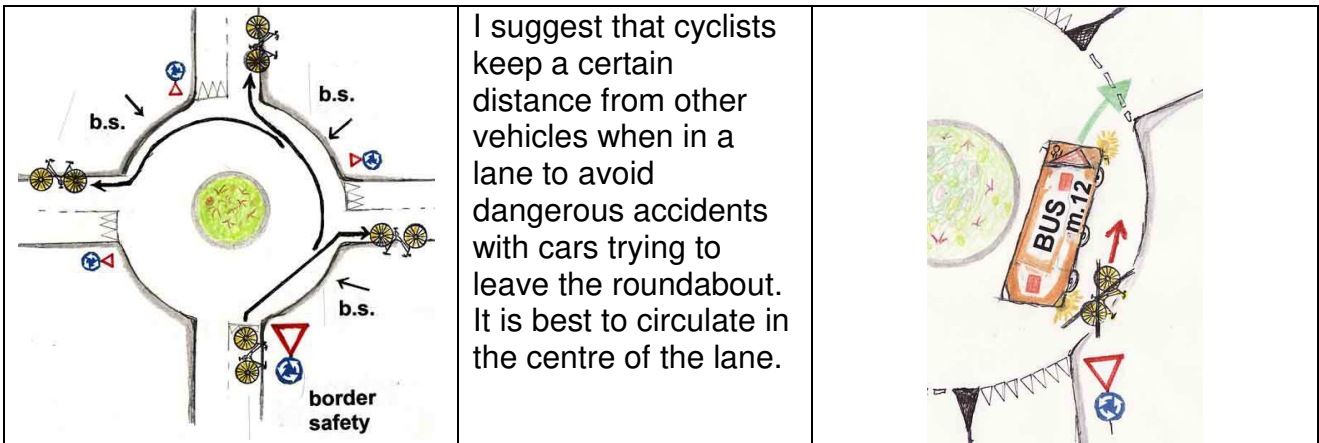 b.s.
b.s.
b.s.
border
safety
I suggest that cyclists
keep a certain
distance from other
vehicles when in a
lane to avoid
dangerous accidents
with cars trying to
leave the roundabout.
It is best to circulate in
the centre of the lane.
BUS
m.12